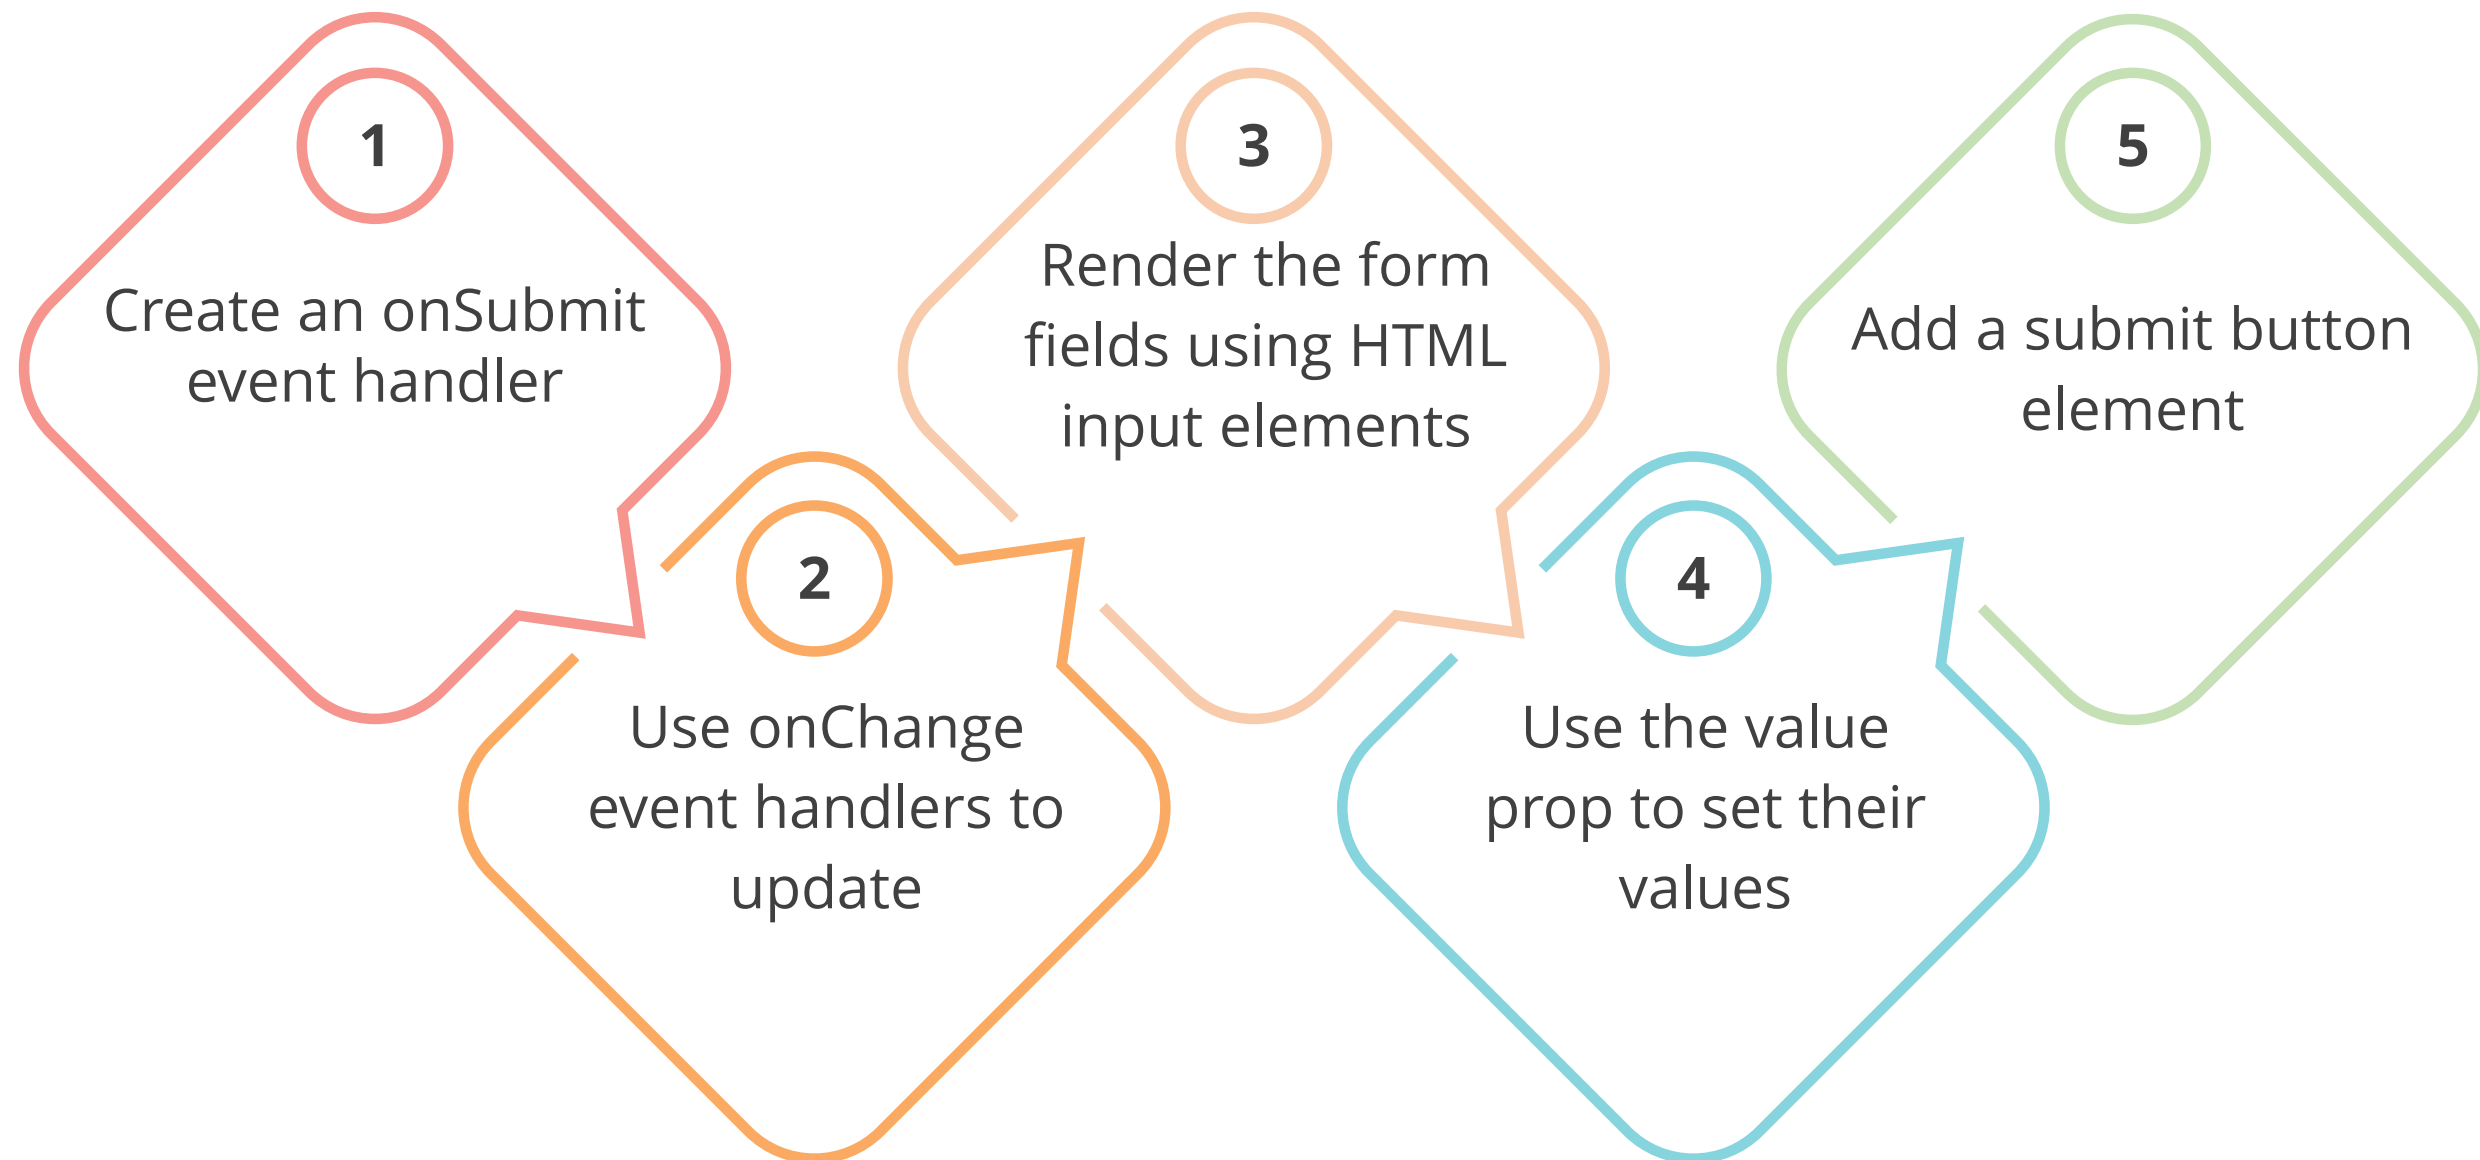 1
Create an onSubmit
event handler
2
Use onChange
event handlers to
update
3
Render the form
fields using HTML
input elements
4
Use the value
prop to set their
values
5
Add a submit button
element